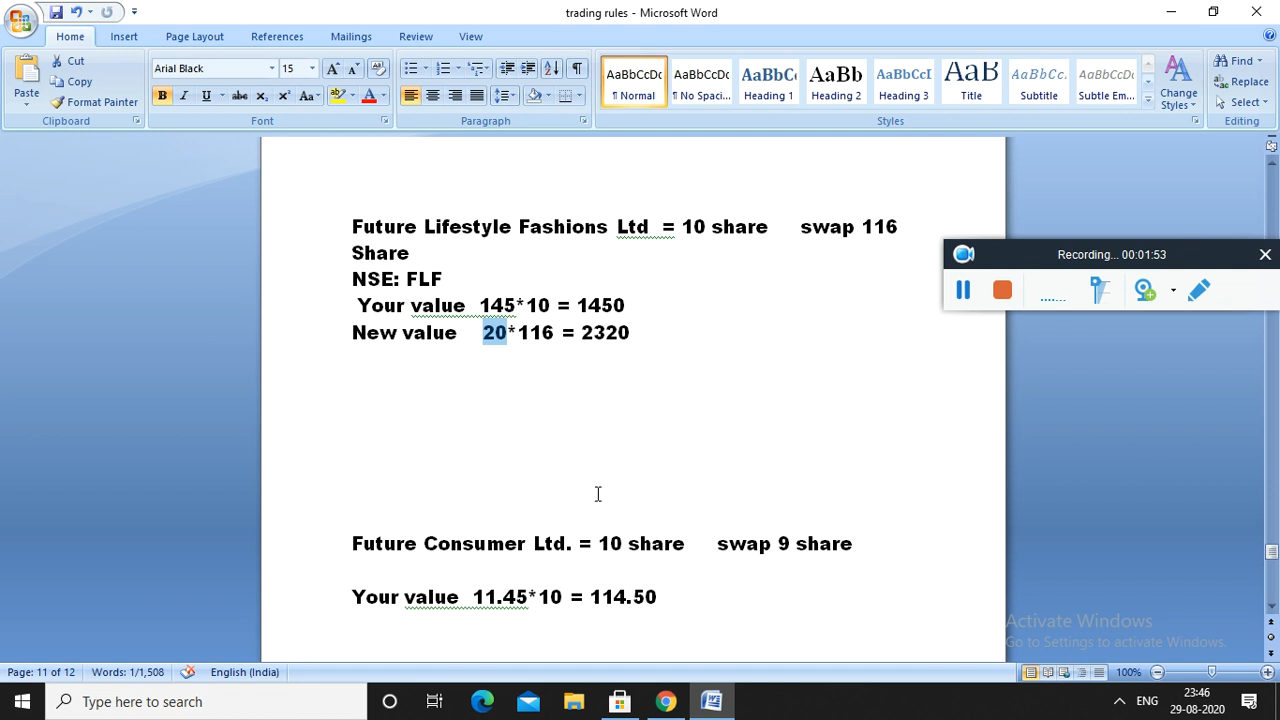 trading rules - Microsoft Word
Home Insert Page Layout References Mailings Review View
Paste
Cut
Copy
Format Painter
Clipboard
Arial Black 15
Font
Paragraph
AaBbCcDc AaBbCcDc AaBbC AaBb AaBbCcI AaB AaBbCc. AaBbCcDc
¶ Normal ¶ No Spaci... Heading 1 Heading 2 Heading 3 Title Subtitle Subtle Em...
Change Styles
Styles
Find
Replace
Select
Editing
Future Lifestyle Fashions Ltd = 10 share swap 116
Share
NSE: FLF
Your value 145*10 = 1450
New value 20*116 = 2320
Future Consumer Ltd. = 10 share swap 9 share
Your value 11.45*10 = 114.50
Recording... 00:01:53
Activate Windows
Go to Settings to activate Windows.
Page: 11 of 12 Words: 1/1,508 English (India) 100%
Type here to search
ENG
23:46
29-08-2020